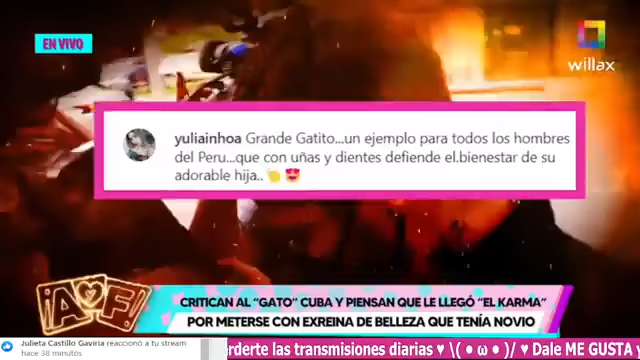 EN VIVO
willax
yuliainhoa Grande Gatito...un ejemplo para todos los hombres
del Peru...que con uñas y dientes defiende el.bienestar de su
adorable hija..👏😍
¡A♥F!
CRITICAN AL "GATO" CUBA Y PIENSAN QUE LE LLEGÓ "EL KARMA"
POR METERSE CON EXREINA DE BELLEZA QUE TENÍA NOVIO
Julieta Castillo Gaviria reaccionó a tu stream
hace 38 minutos
rderte las transmisiones diarias ♥ \( • ω • )/ ♥ Dale ME GUSTA